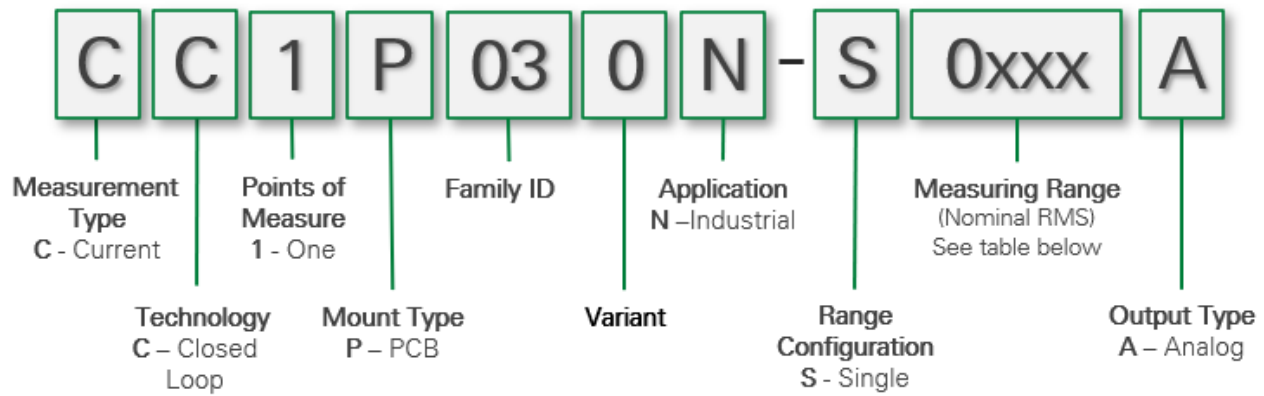 C C 1 P 03 0 N - S 0xxx A
Measurement
Type
C - Current
Points of
Measure
1 - One
Family ID
Application
N –Industrial
Measuring Range
(Nominal RMS)
See table below
Technology
C – Closed
Loop
Mount Type
P – PCB
Variant
Range
Configuration
S - Single
Output Type
A – Analog